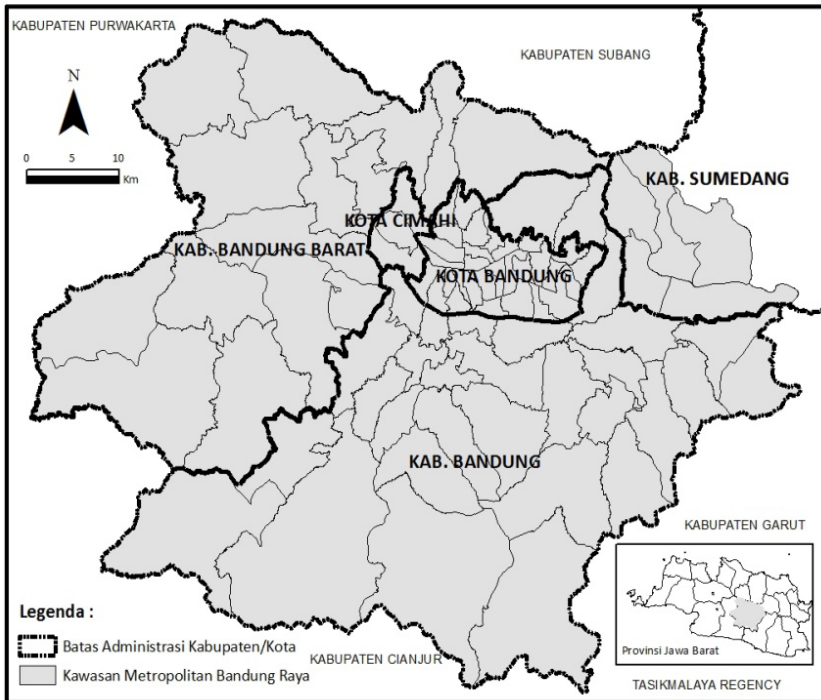 KABUPATEN PURWAKARTA
KABUPATEN SUBANG
N
0 5 10
Km
KAB. SUMEDANG
KOTA CIMAHI
KAB. BANDUNG BARAT
KOTA BANDUNG
KAB. BANDUNG
KABUPATEN GARUT
Provinsi Jawa Barat
Legenda :
Batas Administrasi Kabupaten/Kota
Kawasan Metropolitan Bandung Raya
KABUPATEN CIANJUR
TASIKMALAYA REGENCY